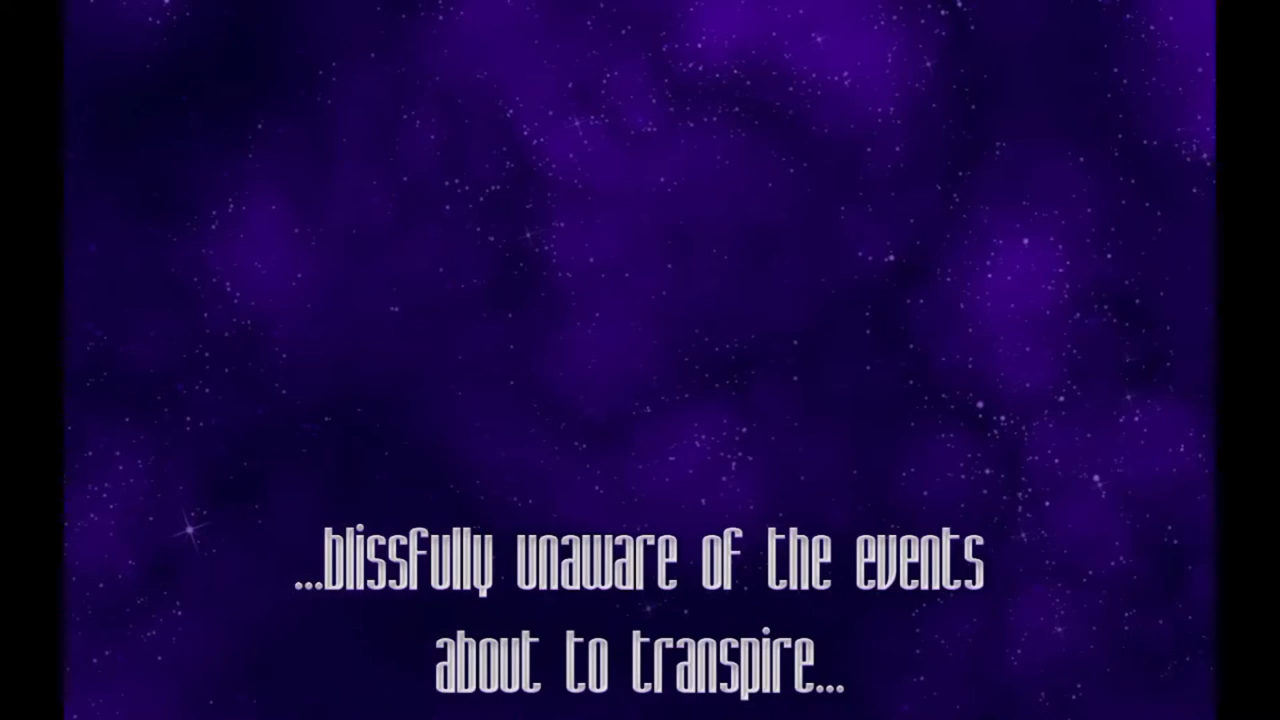 ...blissfully unaware of the events
about to transpire...